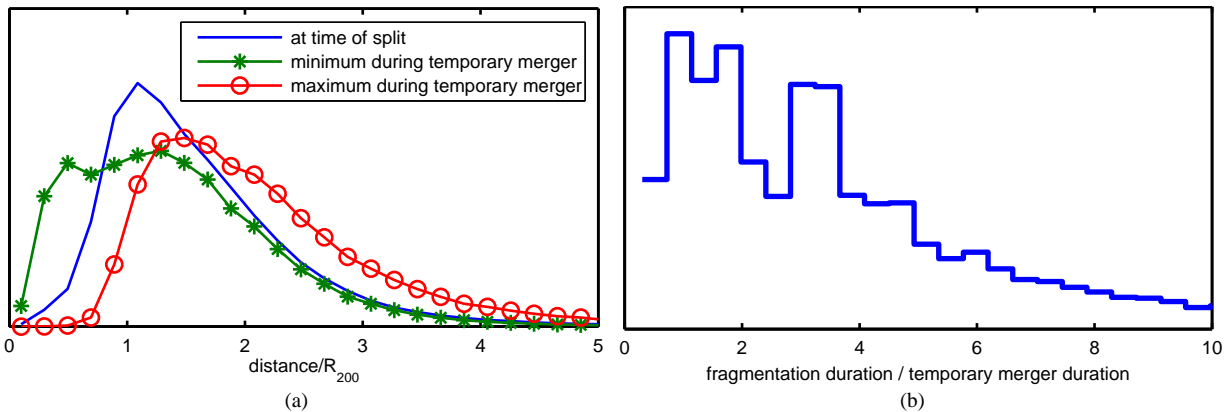 at time of split
minimum during temporary merger
maximum during temporary merger
0 1 2 3 4 5
distance/R200
(a)
0 2 4 6 8 10
fragmentation duration / temporary merger duration
(b)